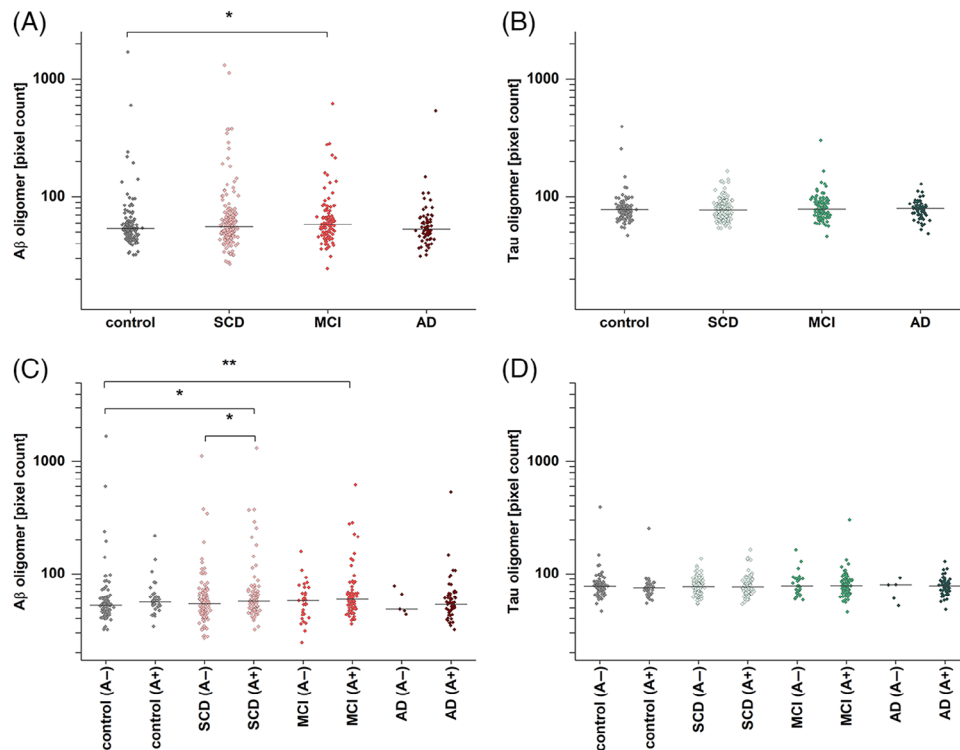 (A)
*
Aβ oligomer [pixel count]
1000
100
control SCD MCI AD
(B)
Tau oligomer [pixel count]
1000
100
control SCD MCI AD
(C)
**
*
*
Aβ oligomer [pixel count]
1000
100
control (A−) control (A+) SCD (A−) SCD (A+) MCI (A−) MCI (A+) AD (A−) AD (A+)
(D)
Tau oligomer [pixel count]
1000
100
control (A−) control (A+) SCD (A−) SCD (A+) MCI (A−) MCI (A+) AD (A−) AD (A+)